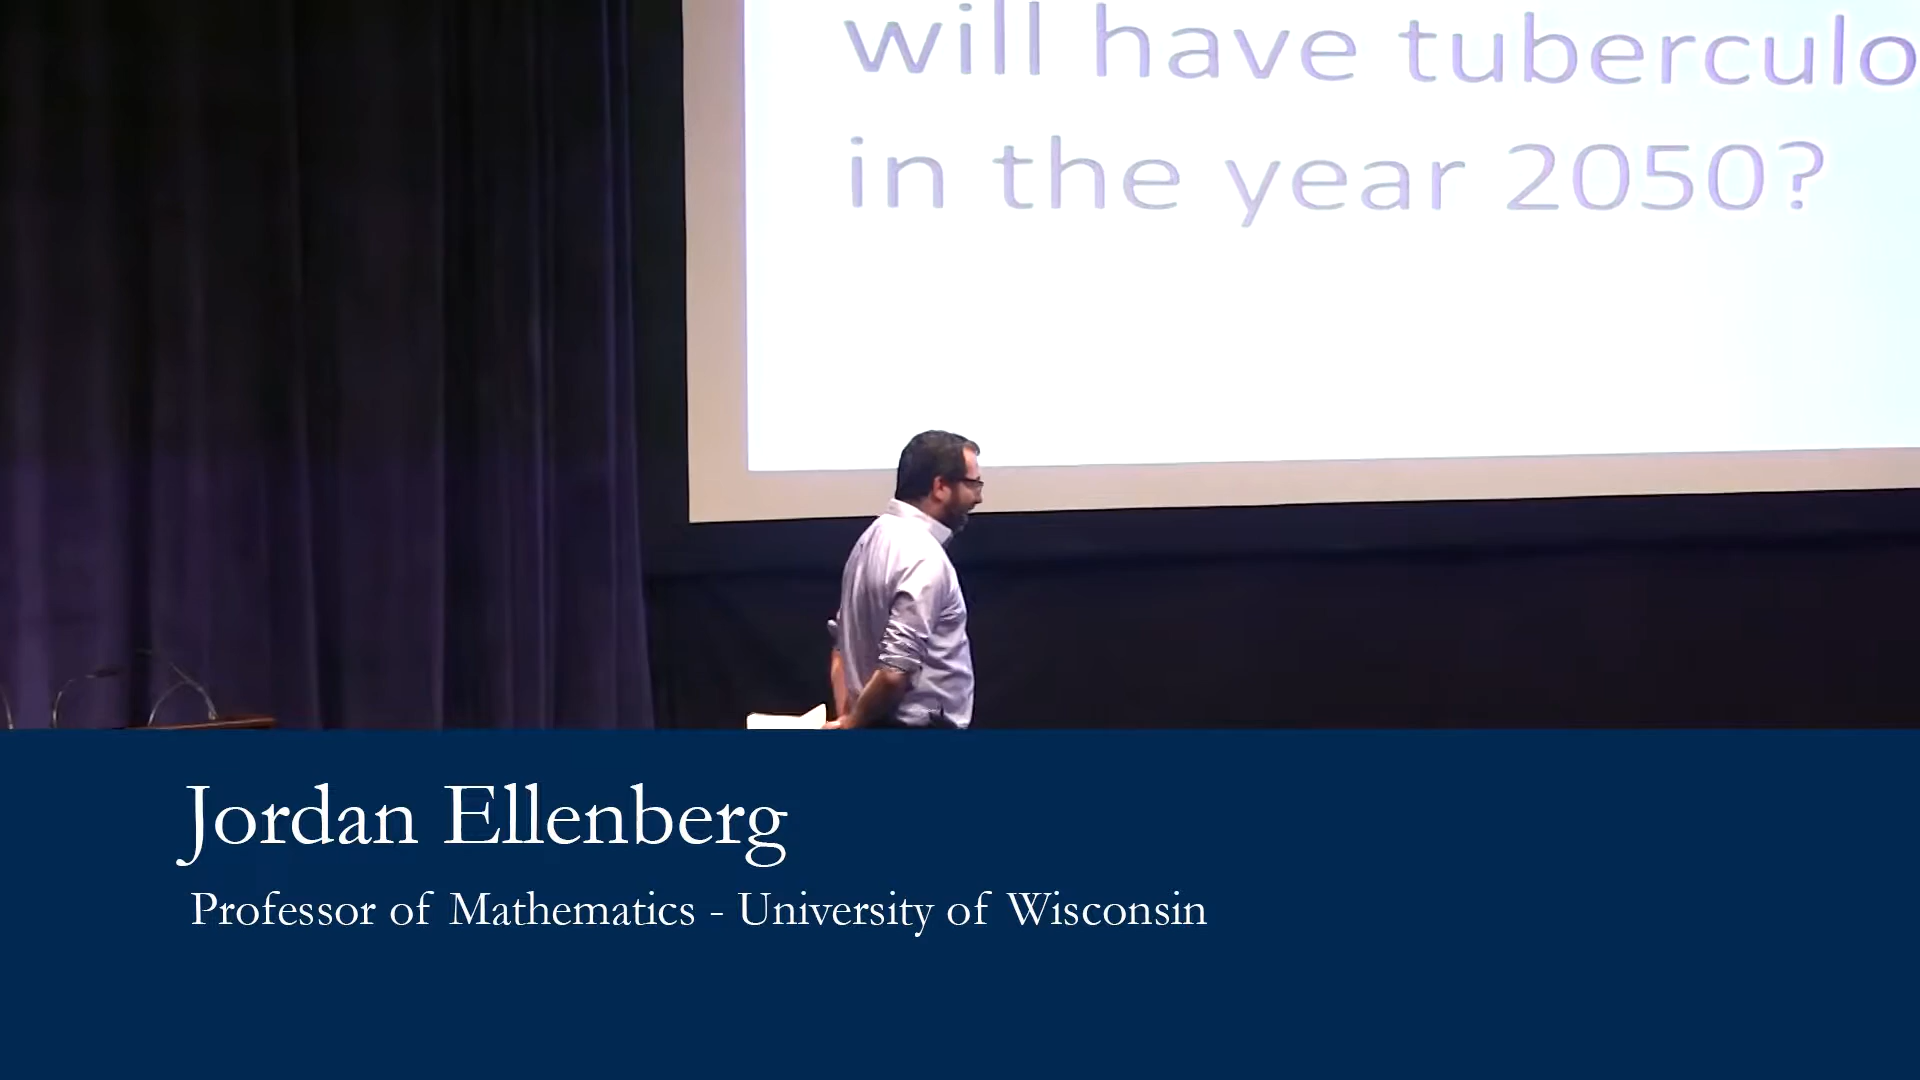 will have tuberculo
in the year 2050?
Jordan Ellenberg
Professor of Mathematics - University of Wisconsin